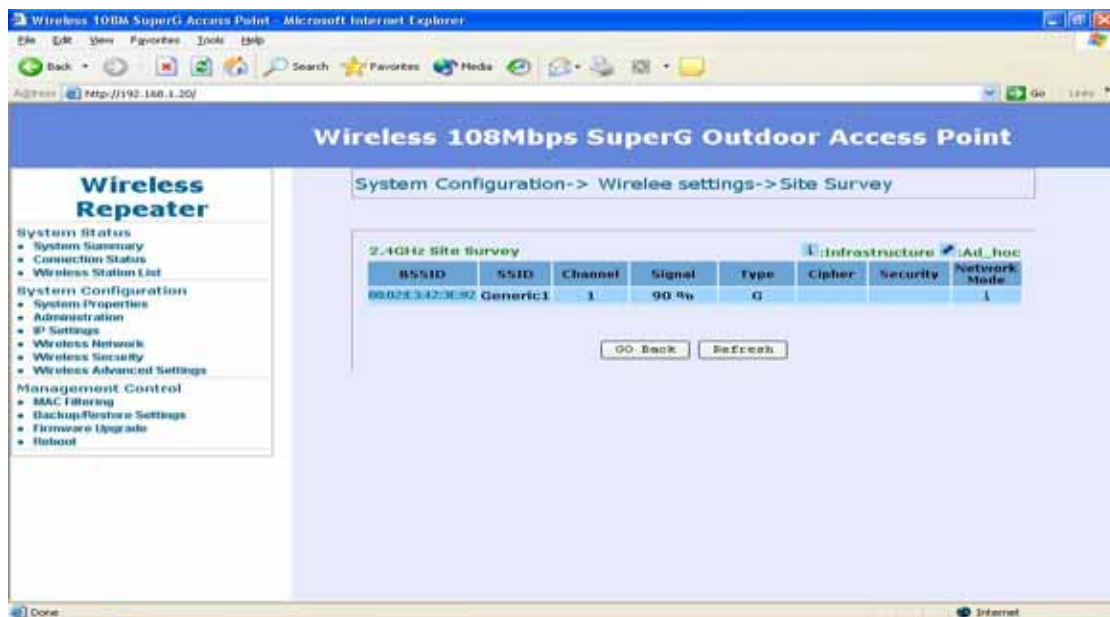 Wireless 108M SuperG Access Point - Microsoft Internet Explorer
File Edit View Favorites Tools Help
Back Search Favorites Media
Address http://192.168.1.20/ Go
Wireless 108Mbps SuperG Outdoor Access Point
Wireless
Repeater
System Status
System Summary
Connection Status
Wireless Station List
System Configuration
System Properties
Administration
IP Settings
Wireless Network
Wireless Security
Wireless Advanced Settings
Management Control
MAC Filtering
Backup/Restore Settings
Firmware Upgrade
Reboot
System Configuration-> Wirelee settings->Site Survey
2.4GHz Site Survey :Infrastructure :Ad_hoc
BSSID SSID Channel Signal Type Cipher Security Network Mode
Generic1 1 90 % G
GO Back Refresh
Done Internet